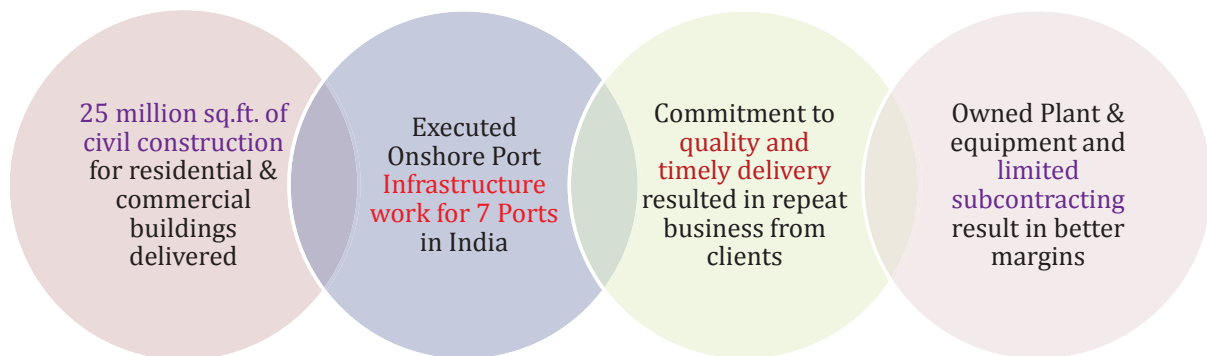 25 million sq.ft. of
civil construction
for residential &
commercial
buildings
delivered
Executed
Onshore Port
Infrastructure
work for 7 Ports
in India
Commitment to
quality and
timely delivery
resulted in repeat
business from
clients
Owned Plant &
equipment and
limited
subcontracting
result in better
margins